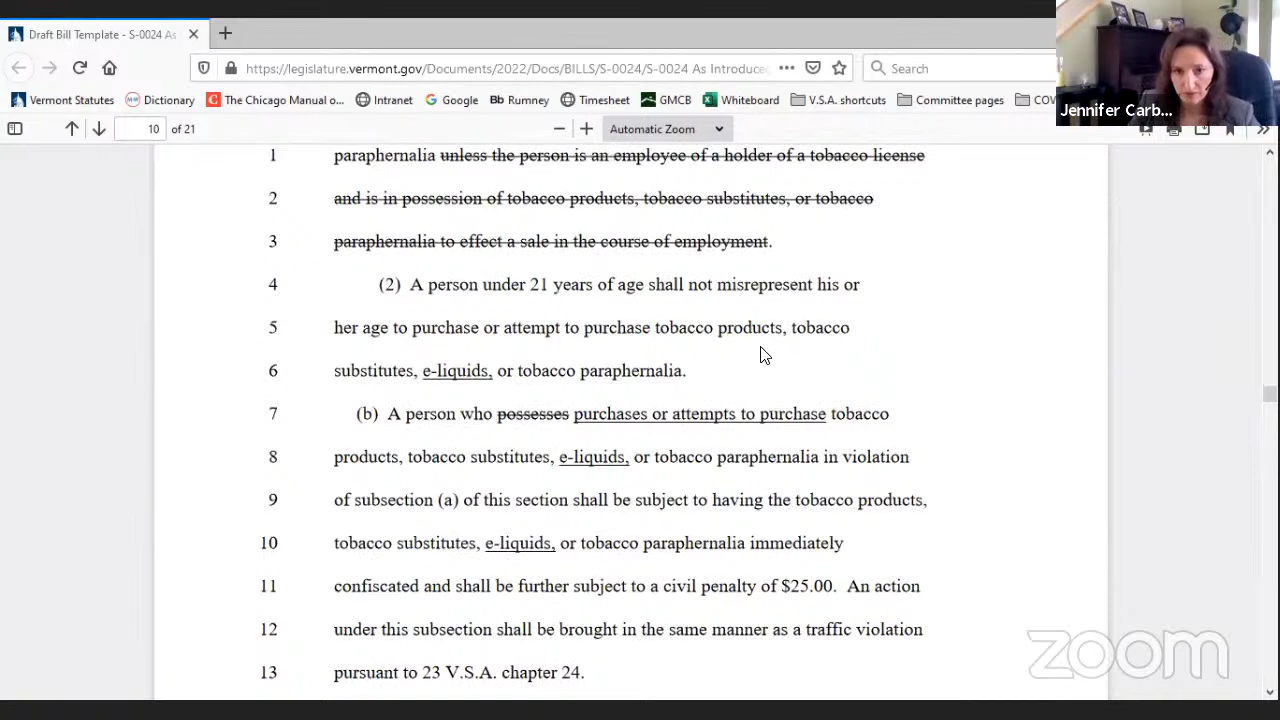 Draft Bill Template - S-0024 As
https://legislature.vermont.gov/Documents/2022/Docs/BILLS/S-0024/S-0024 As Introduced
Search
Vermont Statutes
Dictionary
The Chicago Manual o...
Intranet
Google
Bb Rumney
Timesheet
GMCB
Whiteboard
V.S.A. shortcuts
Committee pages
COV
Jennifer Carb...
10 of 21
Automatic Zoom
1 paraphernalia unless the person is an employee of a holder of a tobacco license
2 and is in possession of tobacco products, tobacco substitutes, or tobacco
3 paraphernalia to effect a sale in the course of employment.
4 (2) A person under 21 years of age shall not misrepresent his or
5 her age to purchase or attempt to purchase tobacco products, tobacco
6 substitutes, e-liquids, or tobacco paraphernalia.
7 (b) A person who possesses purchases or attempts to purchase tobacco
8 products, tobacco substitutes, e-liquids, or tobacco paraphernalia in violation
9 of subsection (a) of this section shall be subject to having the tobacco products,
10 tobacco substitutes, e-liquids, or tobacco paraphernalia immediately
11 confiscated and shall be further subject to a civil penalty of $25.00. An action
12 under this subsection shall be brought in the same manner as a traffic violation
13 pursuant to 23 V.S.A. chapter 24.
zoom